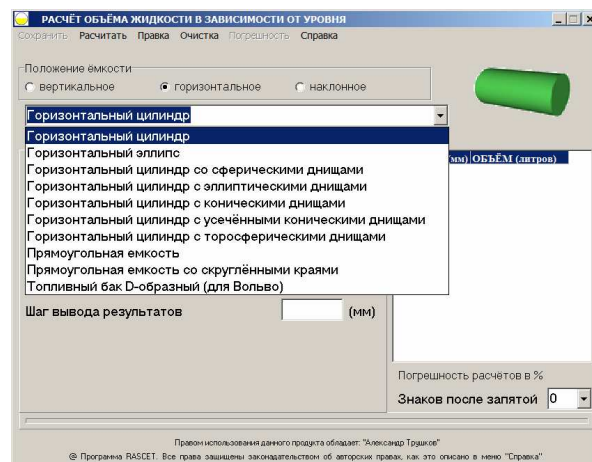 РАСЧЁТ ОБЪЁМА ЖИДКОСТИ В ЗАВИСИМОСТИ ОТ УРОВНЯ
Сохранить Расчитать Правка Очистка Погрешность Справка
Положение ёмкости
вертикальное горизонтальное наклонное
Горизонтальный цилиндр
Горизонтальный цилиндр
Горизонтальный эллипс
Горизонтальный цилиндр со сферическими днищами
Горизонтальный цилиндр с эллиптическими днищами
Горизонтальный цилиндр с коническими днищами
Горизонтальный цилиндр с усечёнными коническими днищами
Горизонтальный цилиндр с торосферическими днищами
Прямоугольная емкость
Прямоугольная емкость со скруглёнными краями
Топливный бак D-образный (для Вольво)
(мм) ОБЪЁМ (литров)
Шаг вывода результатов (мм)
Погрешность расчётов в %
Знаков после запятой 0
Правом использования данного продукта обладает: "Александр Трушков"
@ Программа RASCET. Все права защищены законадательством об авторских правах, как это описано в меню "Справка"